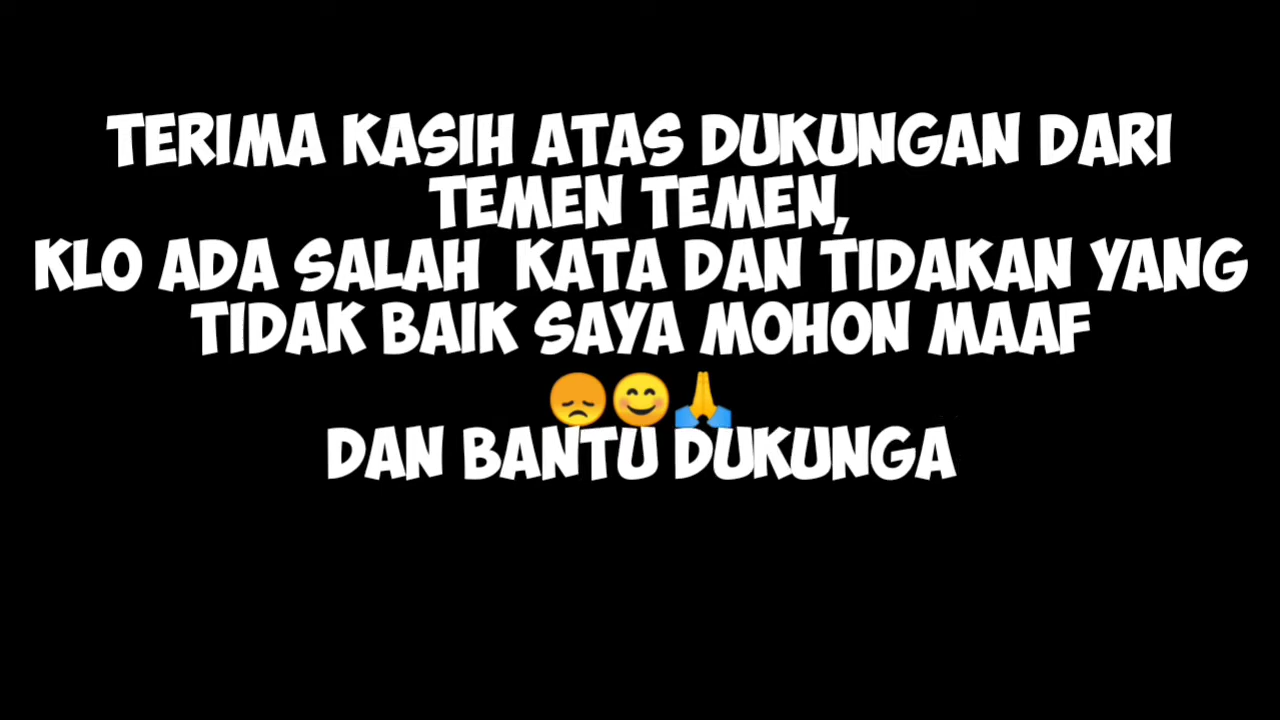 TERIMA KASIH ATAS DUKUNGAN DARI
TEMEN TEMEN,
KLO ADA SALAH KATA DAN TIDAKAN YANG
TIDAK BAIK SAYA MOHON MAAF
😞😊🙏
DAN BANTU DUKUNGA